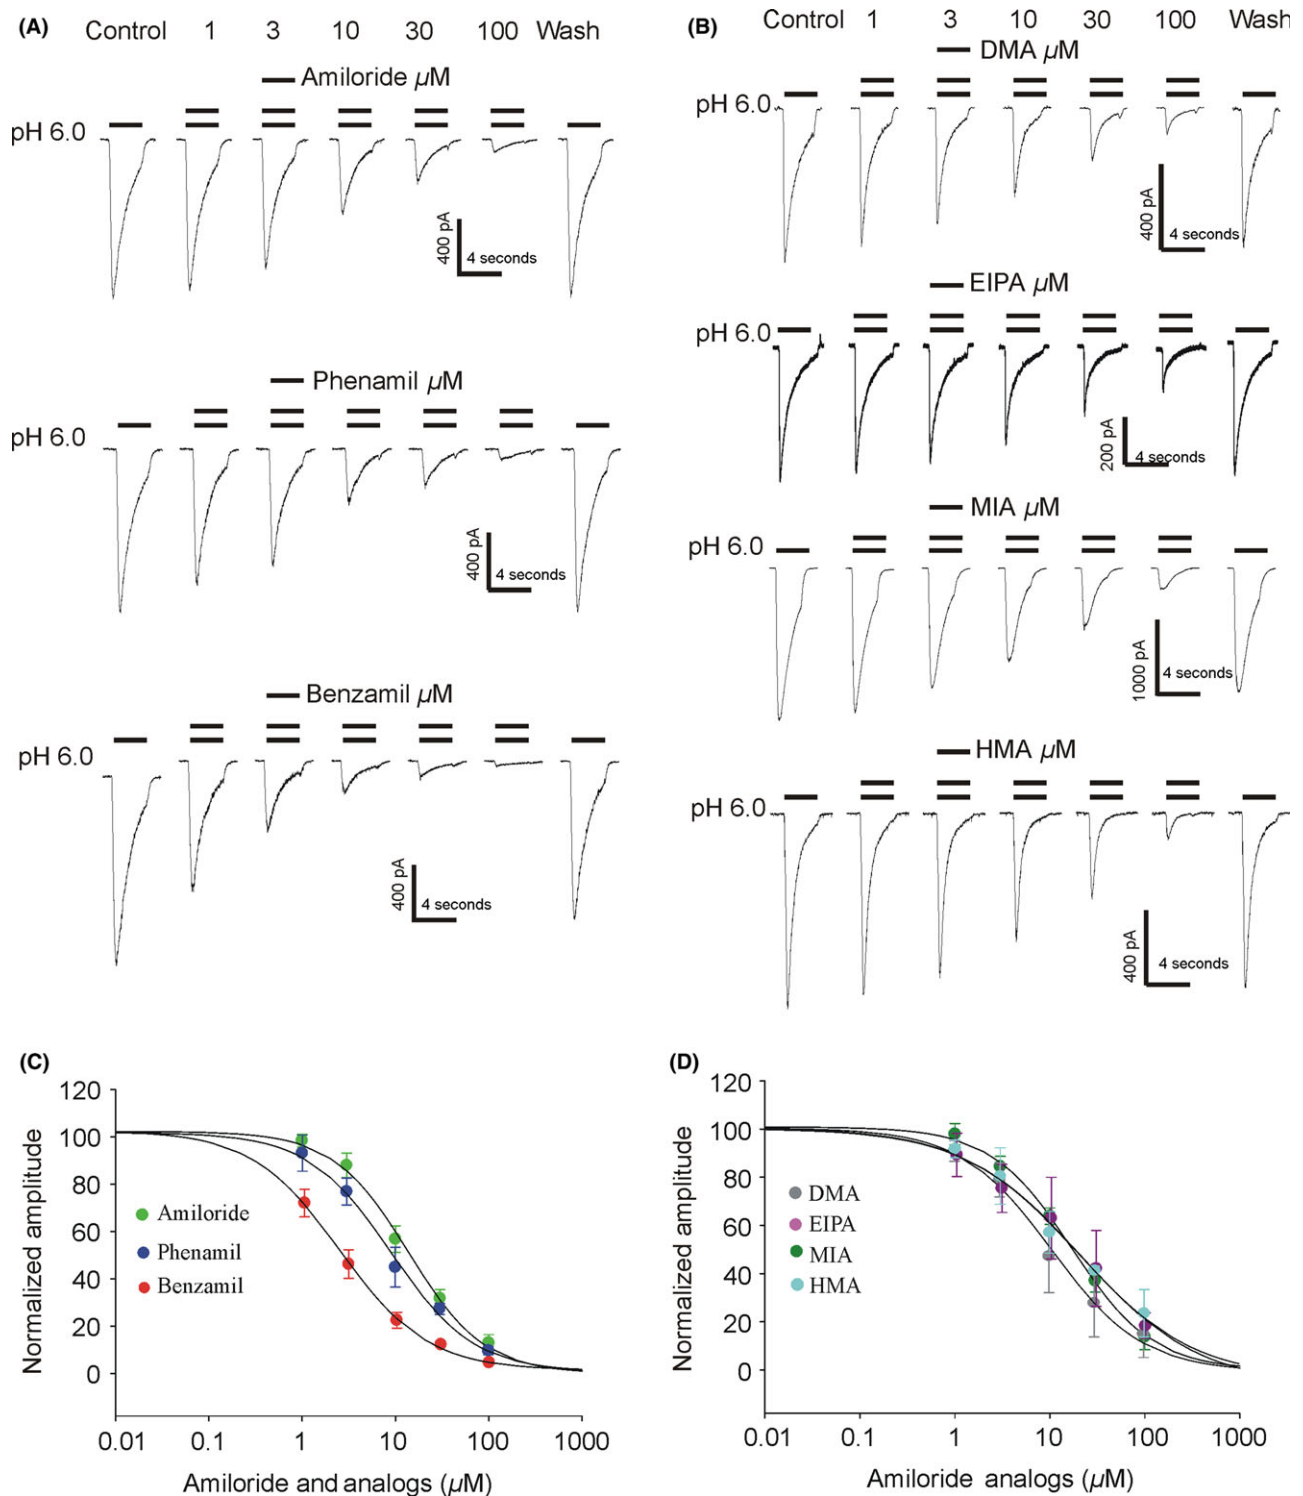 (A)
Control 1 3 10 30 100 Wash
Amiloride µM
pH 6.0
400 pA
4 seconds
Phenamil µM
pH 6.0
400 pA
4 seconds
Benzamil µM
pH 6.0
400 pA
4 seconds
(B)
Control 1 3 10 30 100 Wash
DMA µM
pH 6.0
400 pA
4 seconds
EIPA µM
pH 6.0
200 pA
4 seconds
MIA µM
pH 6.0
1000 pA
4 seconds
HMA µM
pH 6.0
400 pA
4 seconds
(C)
Normalized amplitude
120
100
80
60
40
20
0
Amiloride
Phenamil
Benzamil
0.01 0.1 1 10 100 1000
Amiloride and analogs (µM)
(D)
Normalized amplitude
120
100
80
60
40
20
0
DMA
EIPA
MIA
HMA
0.01 0.1 1 10 100 1000
Amiloride analogs (µM)